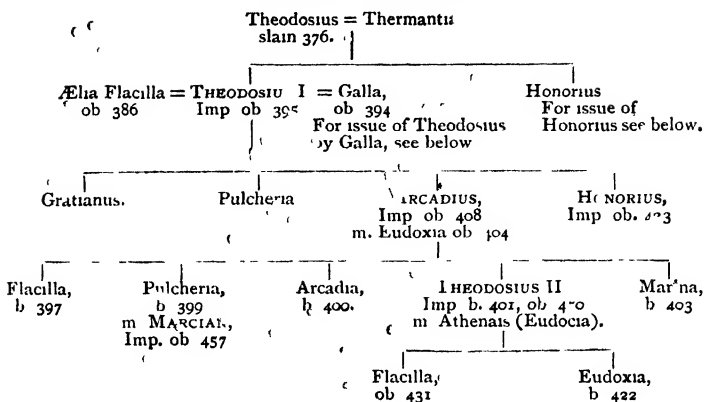 Theodosius = Thermantia
slain 376.
Ælia Flacilla = THEODOSIU I = Galla,
ob 386 Imp ob 395 ob 394
Honorius
For issue of
Honorius see below.
For issue of Theodosius
by Galla, see below
Gratianus.
Pulcheria
ARCADIUS,
Imp ob 408
m. Eudoxia ob 404
HONORIUS,
Imp ob.
Flacilla,
b 397
Pulcheria,
b 399
m MARCIAN,
Imp. ob 457
Arcadia,
b 400.
THEODOSIUS II
Imp b. 401, ob
m Athenais (Eudocia).
Marina,
b 403
Flacilla,
ob 431
Eudoxia,
b 422